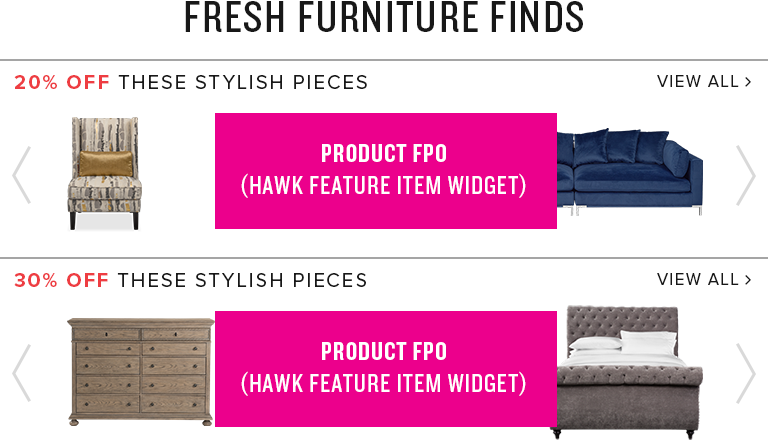 FRESH FURNITURE FINDS
20% OFF THESE STYLISH PIECES
VIEW ALL >
PRODUCT FPO
(HAWK FEATURE ITEM WIDGET)
30% OFF THESE STYLISH PIECES
VIEW ALL >
PRODUCT FPO
(HAWK FEATURE ITEM WIDGET)